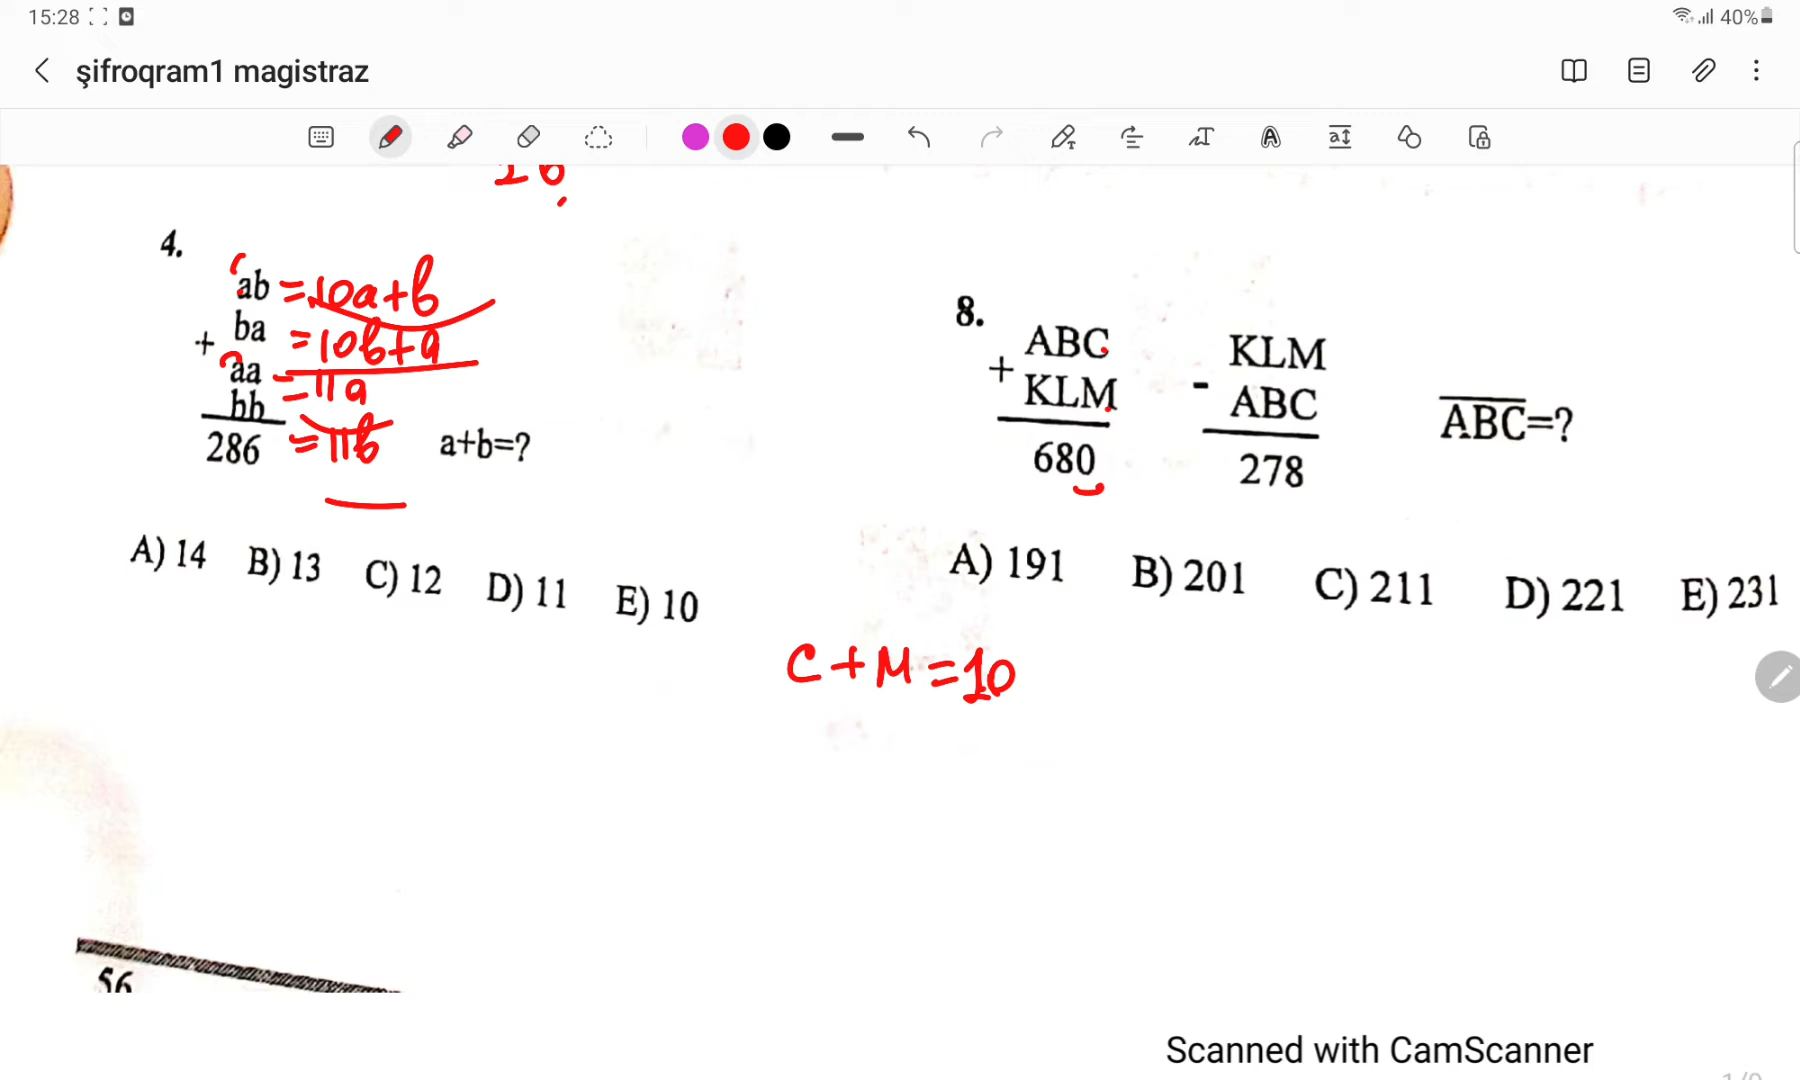 15:28
40%
şifroqram1 magistraz
4.
ab =10a+b
+ ba =10b+a
aa =11a
bb
286 =11b
a+b=?
A) 14 B) 13 C) 12 D) 11 E) 10
8.
ABC
+ KLM
680
KLM
- ABC
278
ABC=?
A) 191 B) 201 C) 211 D) 221 E) 231
C+M=10
56
Scanned with CamScanner